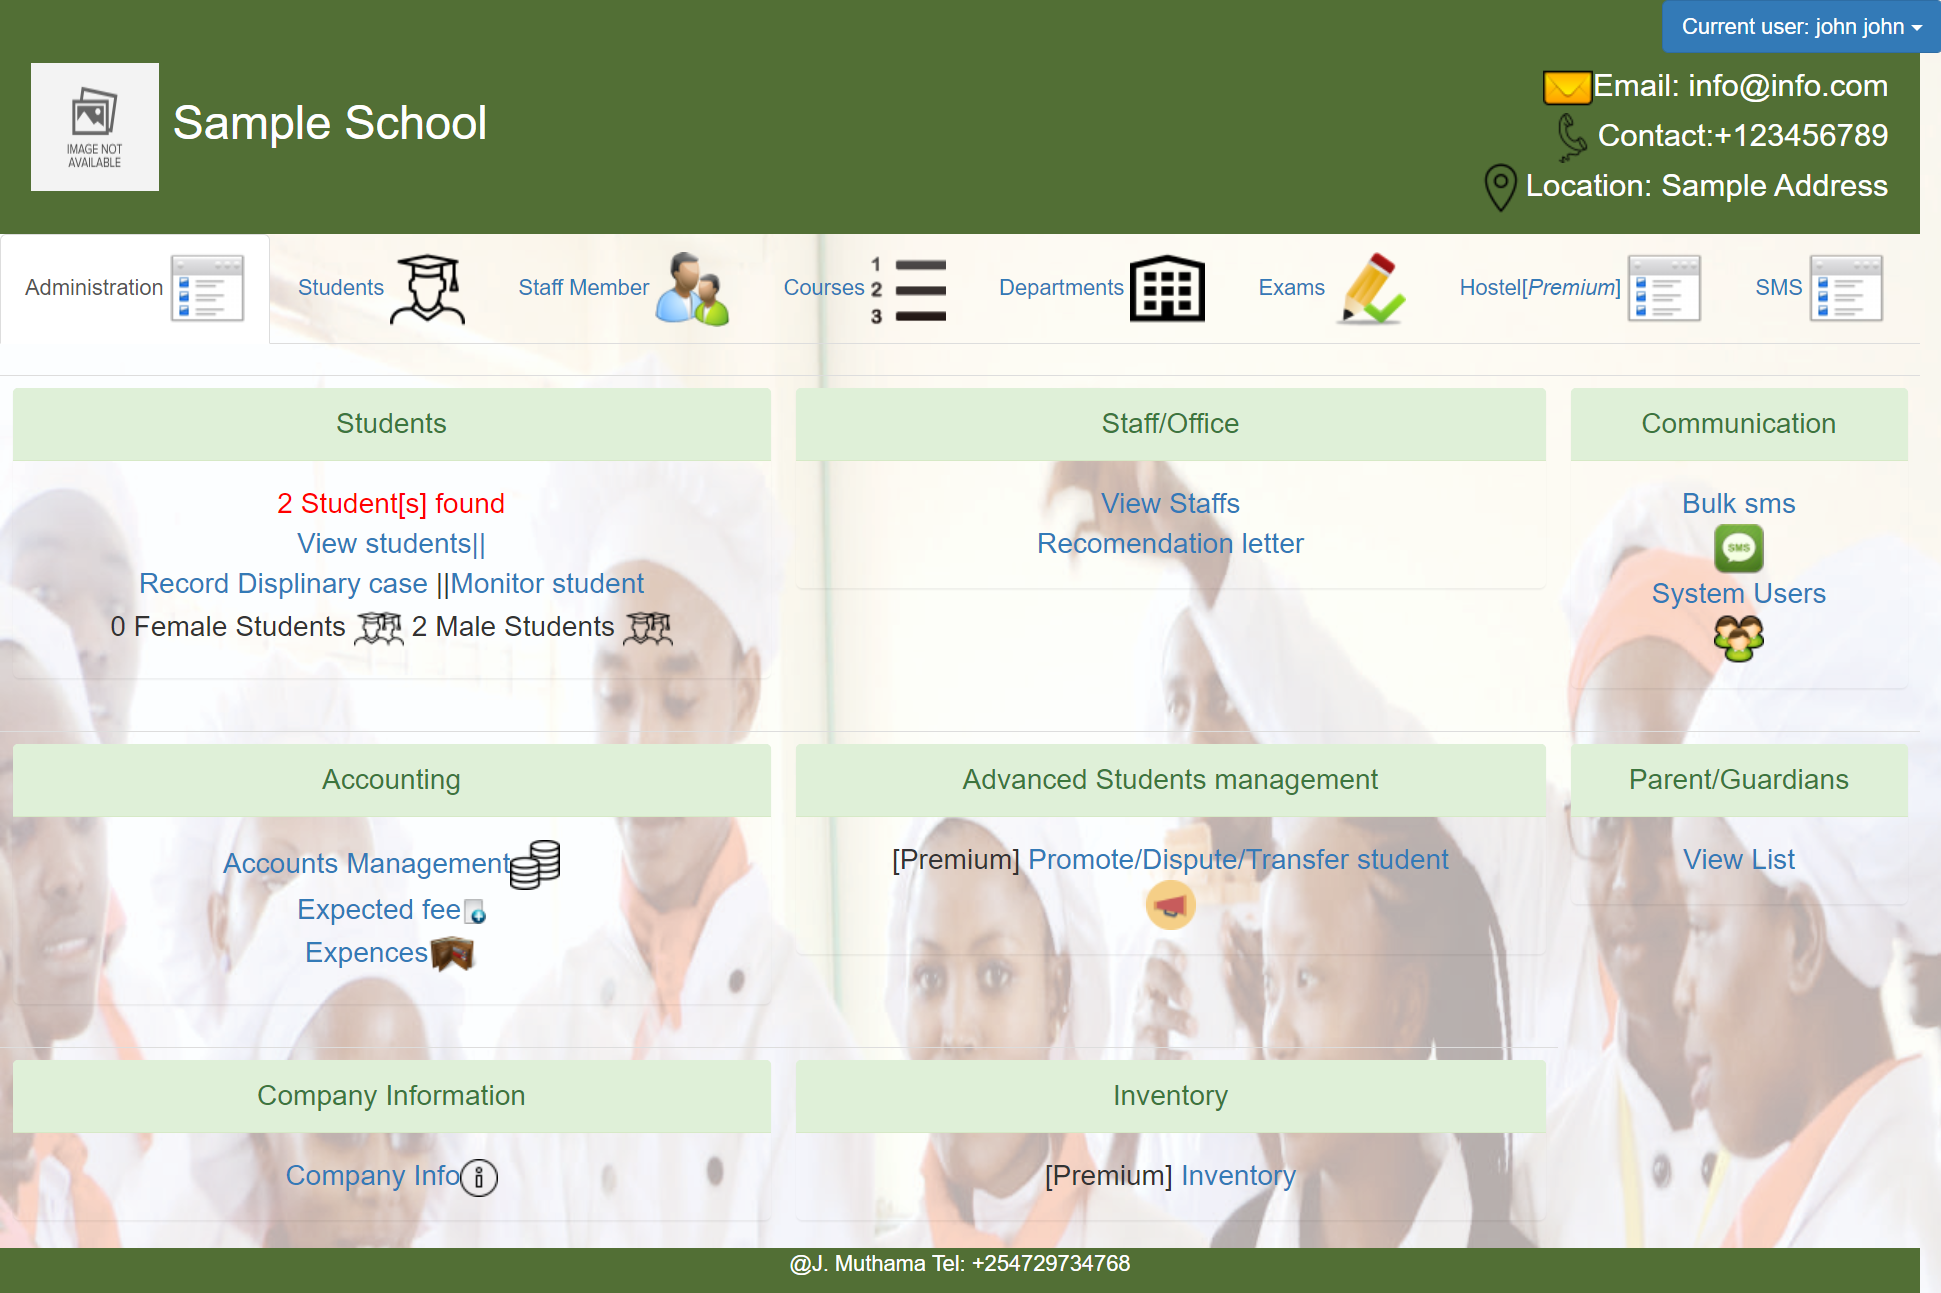 Current user: john john
IMAGE NOT
AVAILABLE
Sample School
Email: info@info.com
Contact:+123456789
Location: Sample Address
Administration
Students
Staff Member
Courses
1
2
3
Departments
Exams
Hostel[Premium]
SMS
Students
2 Student[s] found
View students||
Record Displinary case ||Monitor student
0 Female Students 2 Male Students
Staff/Office
View Staffs
Recomendation letter
Communication
Bulk sms
SMS
System Users
Accounting
Accounts Management
Expected fee
Expences
Advanced Students management
[Premium] Promote/Dispute/Transfer student
Parent/Guardians
View List
Company Information
Company Info
Inventory
[Premium] Inventory
@J. Muthama Tel: +254729734768